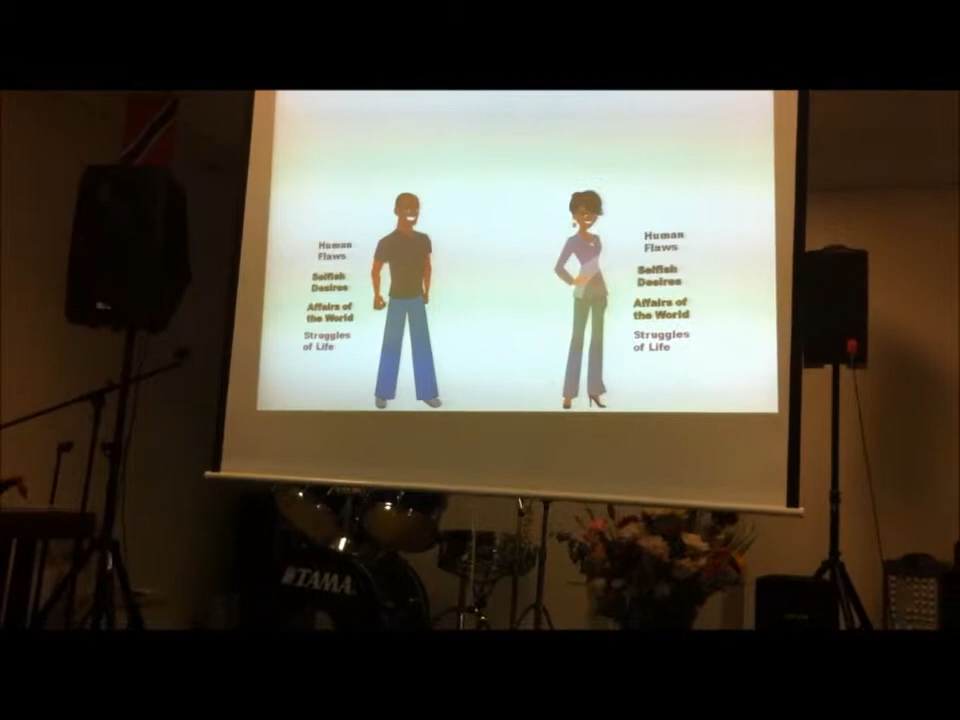 Human
Flaws
Selfish
Desires
Affairs of
the World
Struggles
of Life
Human
Flaws
Selfish
Desires
Affairs of
the World
Struggles
of Life
TAMA